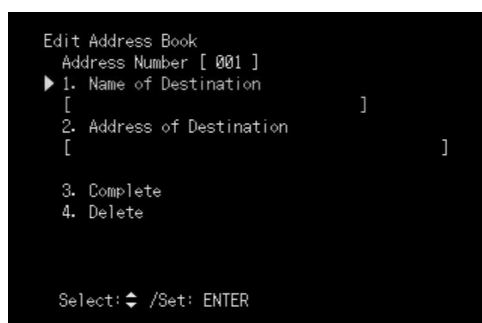 Edit Address Book
Address Number [ 001 ]
▶ 1. Name of Destination
[ ]
2. Address of Destination
[ ]
3. Complete
4. Delete
Select:♦ /Set: ENTER